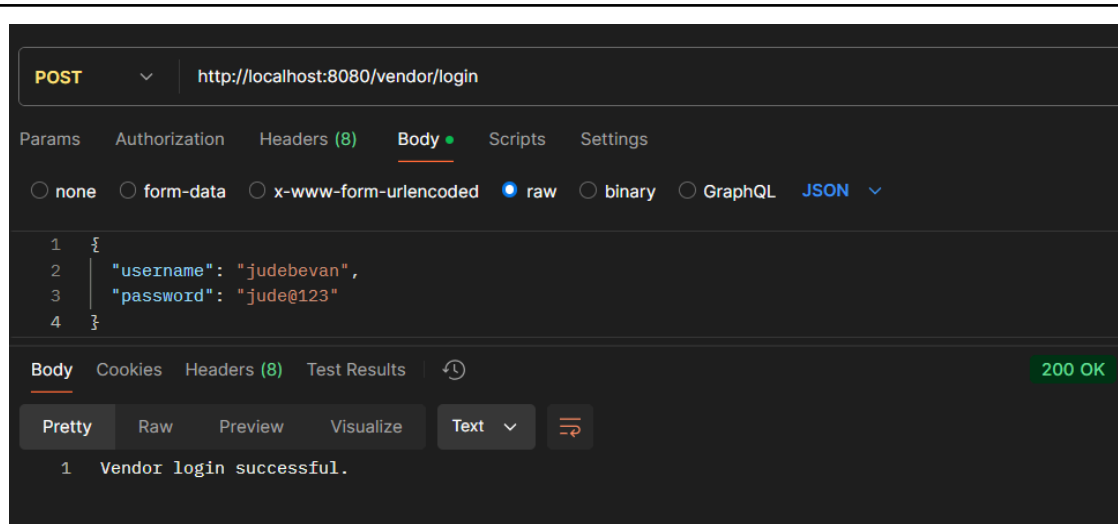 POST http://localhost:8080/vendor/login
Params Authorization Headers (8) Body Scripts Settings
none form-data x-www-form-urlencoded raw binary GraphQL JSON
1 {
2 "username": "judebevan",
3 "password": "jude@123"
4 }
Body Cookies Headers (8) Test Results 200 OK
Pretty Raw Preview Visualize Text
1 Vendor login successful.